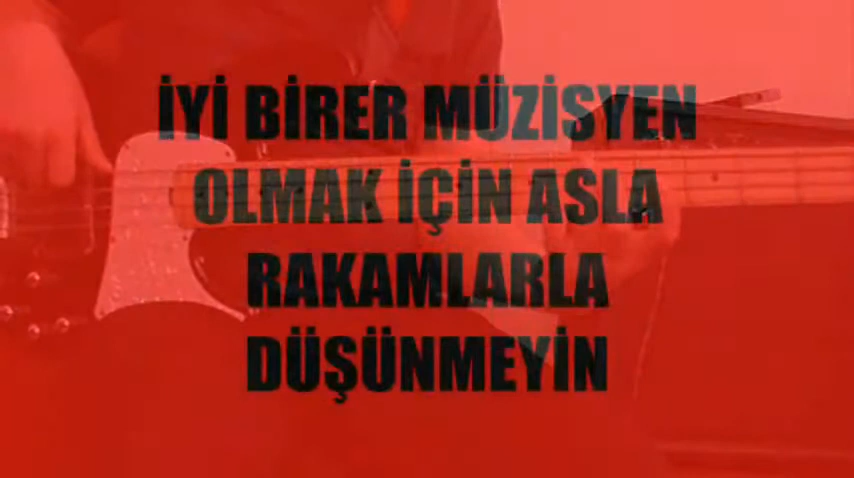 İYİ BİRER MÜZİSYEN
OLMAK İÇİN ASLA
RAKAMLARLA
DÜŞÜNMEYİN